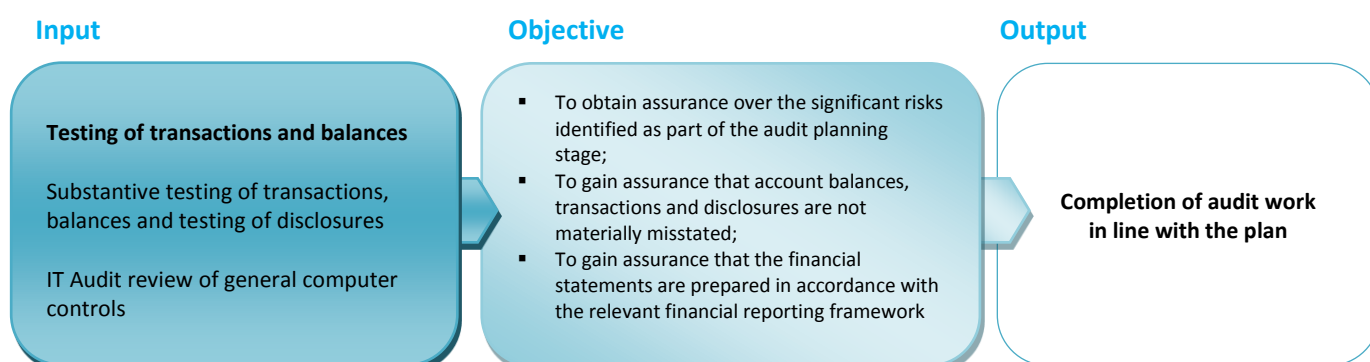 Input
Objective
Output
Testing of transactions and balances
Substantive testing of transactions,
balances and testing of disclosures
IT Audit review of general computer
controls
▪ To obtain assurance over the significant risks
identified as part of the audit planning
stage;
▪ To gain assurance that account balances,
transactions and disclosures are not
materially misstated;
▪ To gain assurance that the financial
statements are prepared in accordance with
the relevant financial reporting framework
Completion of audit work
in line with the plan